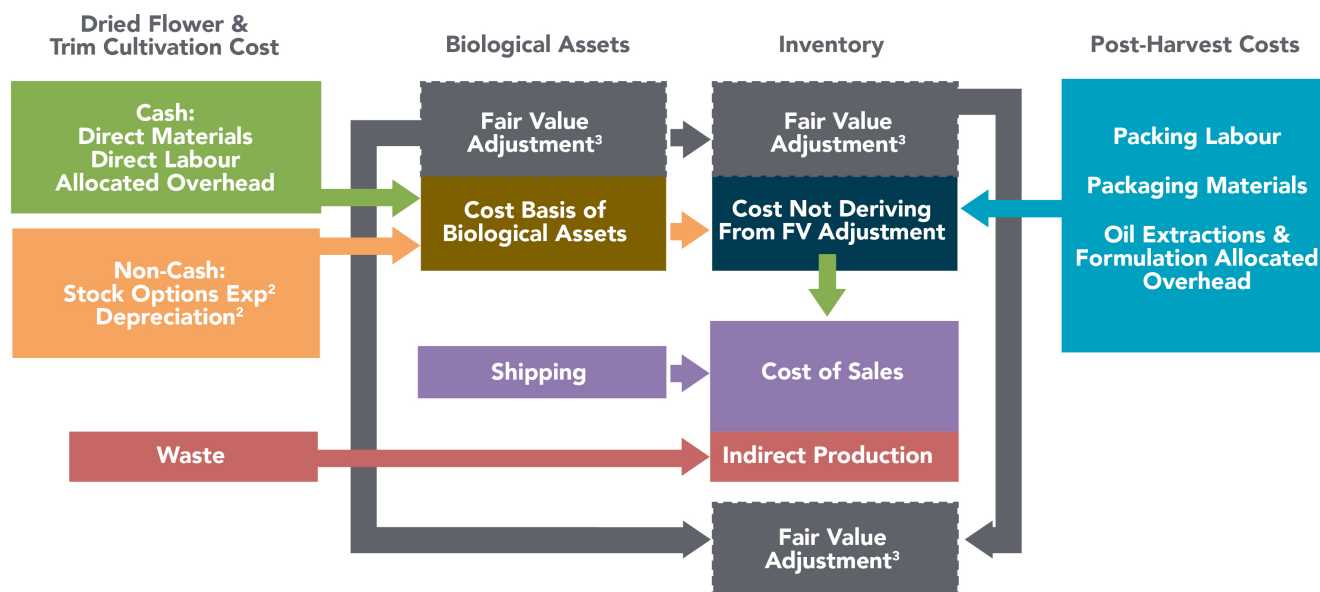 Dried Flower &
Trim Cultivation Cost
Biological Assets
Inventory
Post-Harvest Costs
Cash:
Direct Materials
Direct Labour
Allocated Overhead
Non-Cash:
Stock Options Exp²
Depreciation²
Fair Value
Adjustment³
Cost Basis of
Biological Assets
Fair Value
Adjustment³
Cost Not Deriving
From FV Adjustment
Packing Labour
Packaging Materials
Oil Extractions &
Formulation Allocated
Overhead
Shipping
Cost of Sales
Waste
Indirect Production
Fair Value
Adjustment³